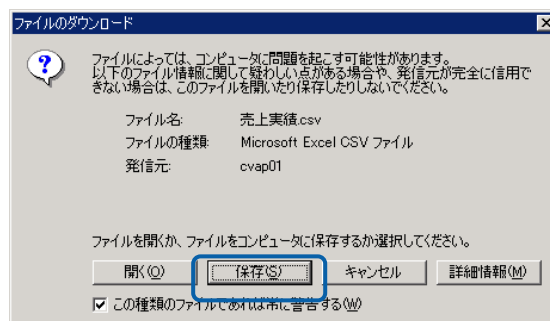 ファイルのダウンロード
ファイルによっては、コンピュータに問題を起こす可能性があります。
以下のファイル情報に関して疑わしい点がある場合や、発信元が完全に信用で
きない場合は、このファイルを開いたり保存したりしないでください。
ファイル名: 売上実績.csv
ファイルの種類: Microsoft Excel CSV ファイル
発信元: cvap01
ファイルを開くか、ファイルをコンピュータに保存するか選択してください。
開く(O) 保存(S) キャンセル 詳細情報(M)
この種類のファイルであれば常に警告する(W)